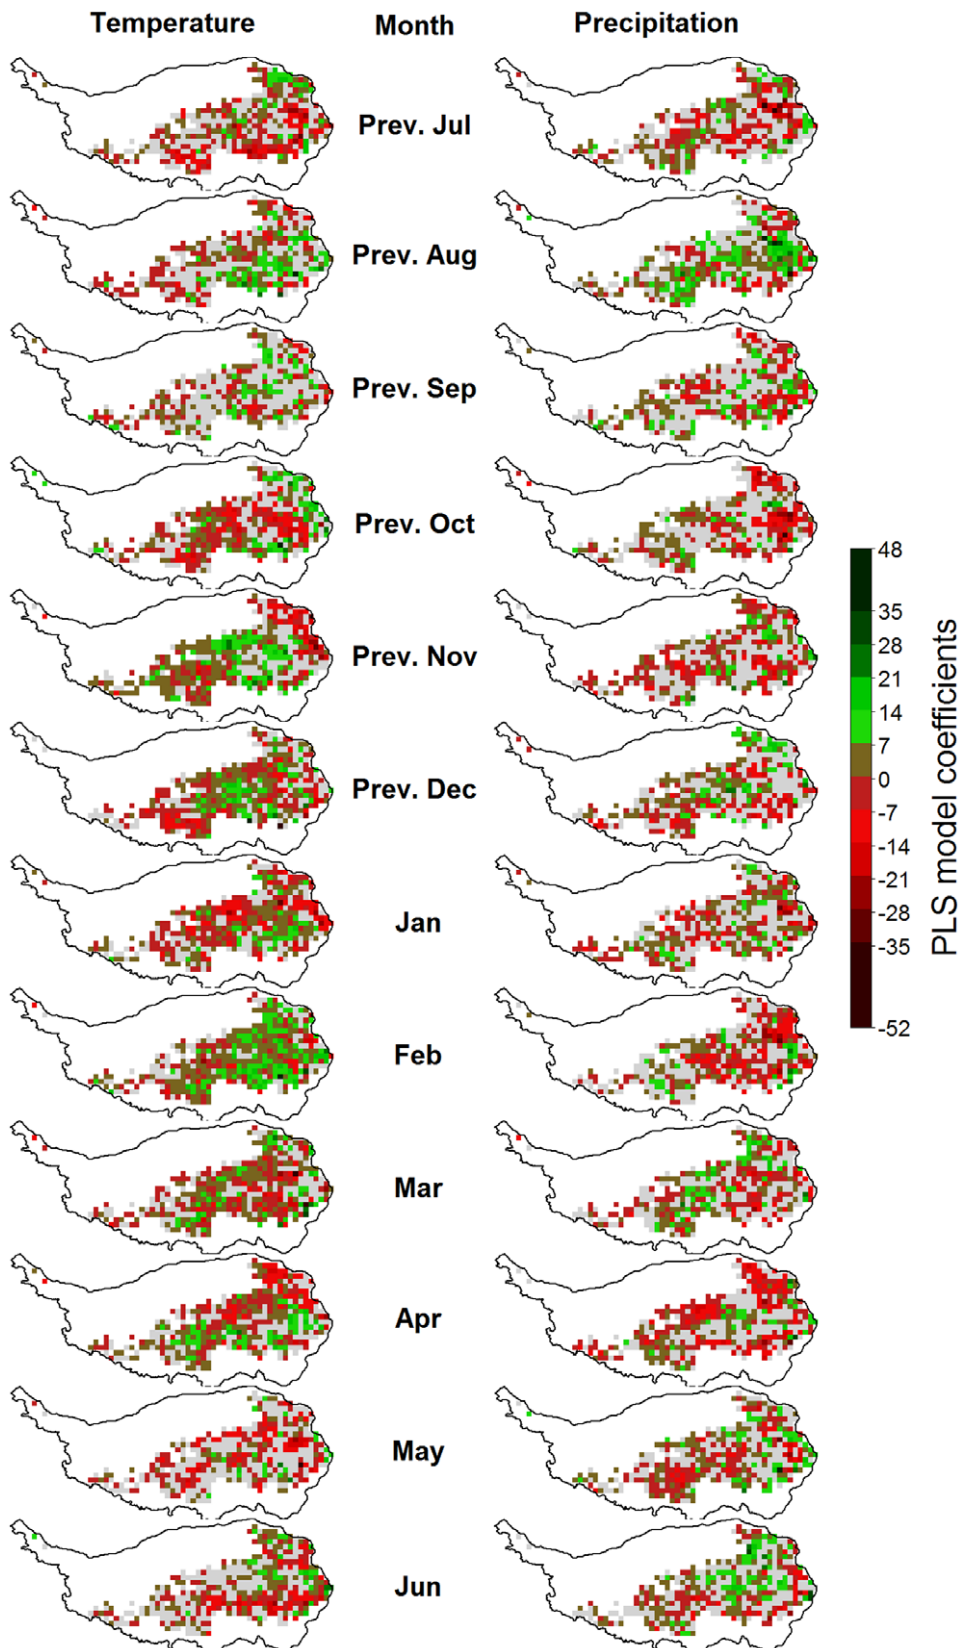 Temperature Month Precipitation
Prev. Jul
Prev. Aug
Prev. Sep
Prev. Oct
Prev. Nov
Prev. Dec
Jan
Feb
Mar
Apr
May
Jun
48
35
28
21
14
7
0
-7
-14
-21
-28
-35
-52
PLS model coefficients